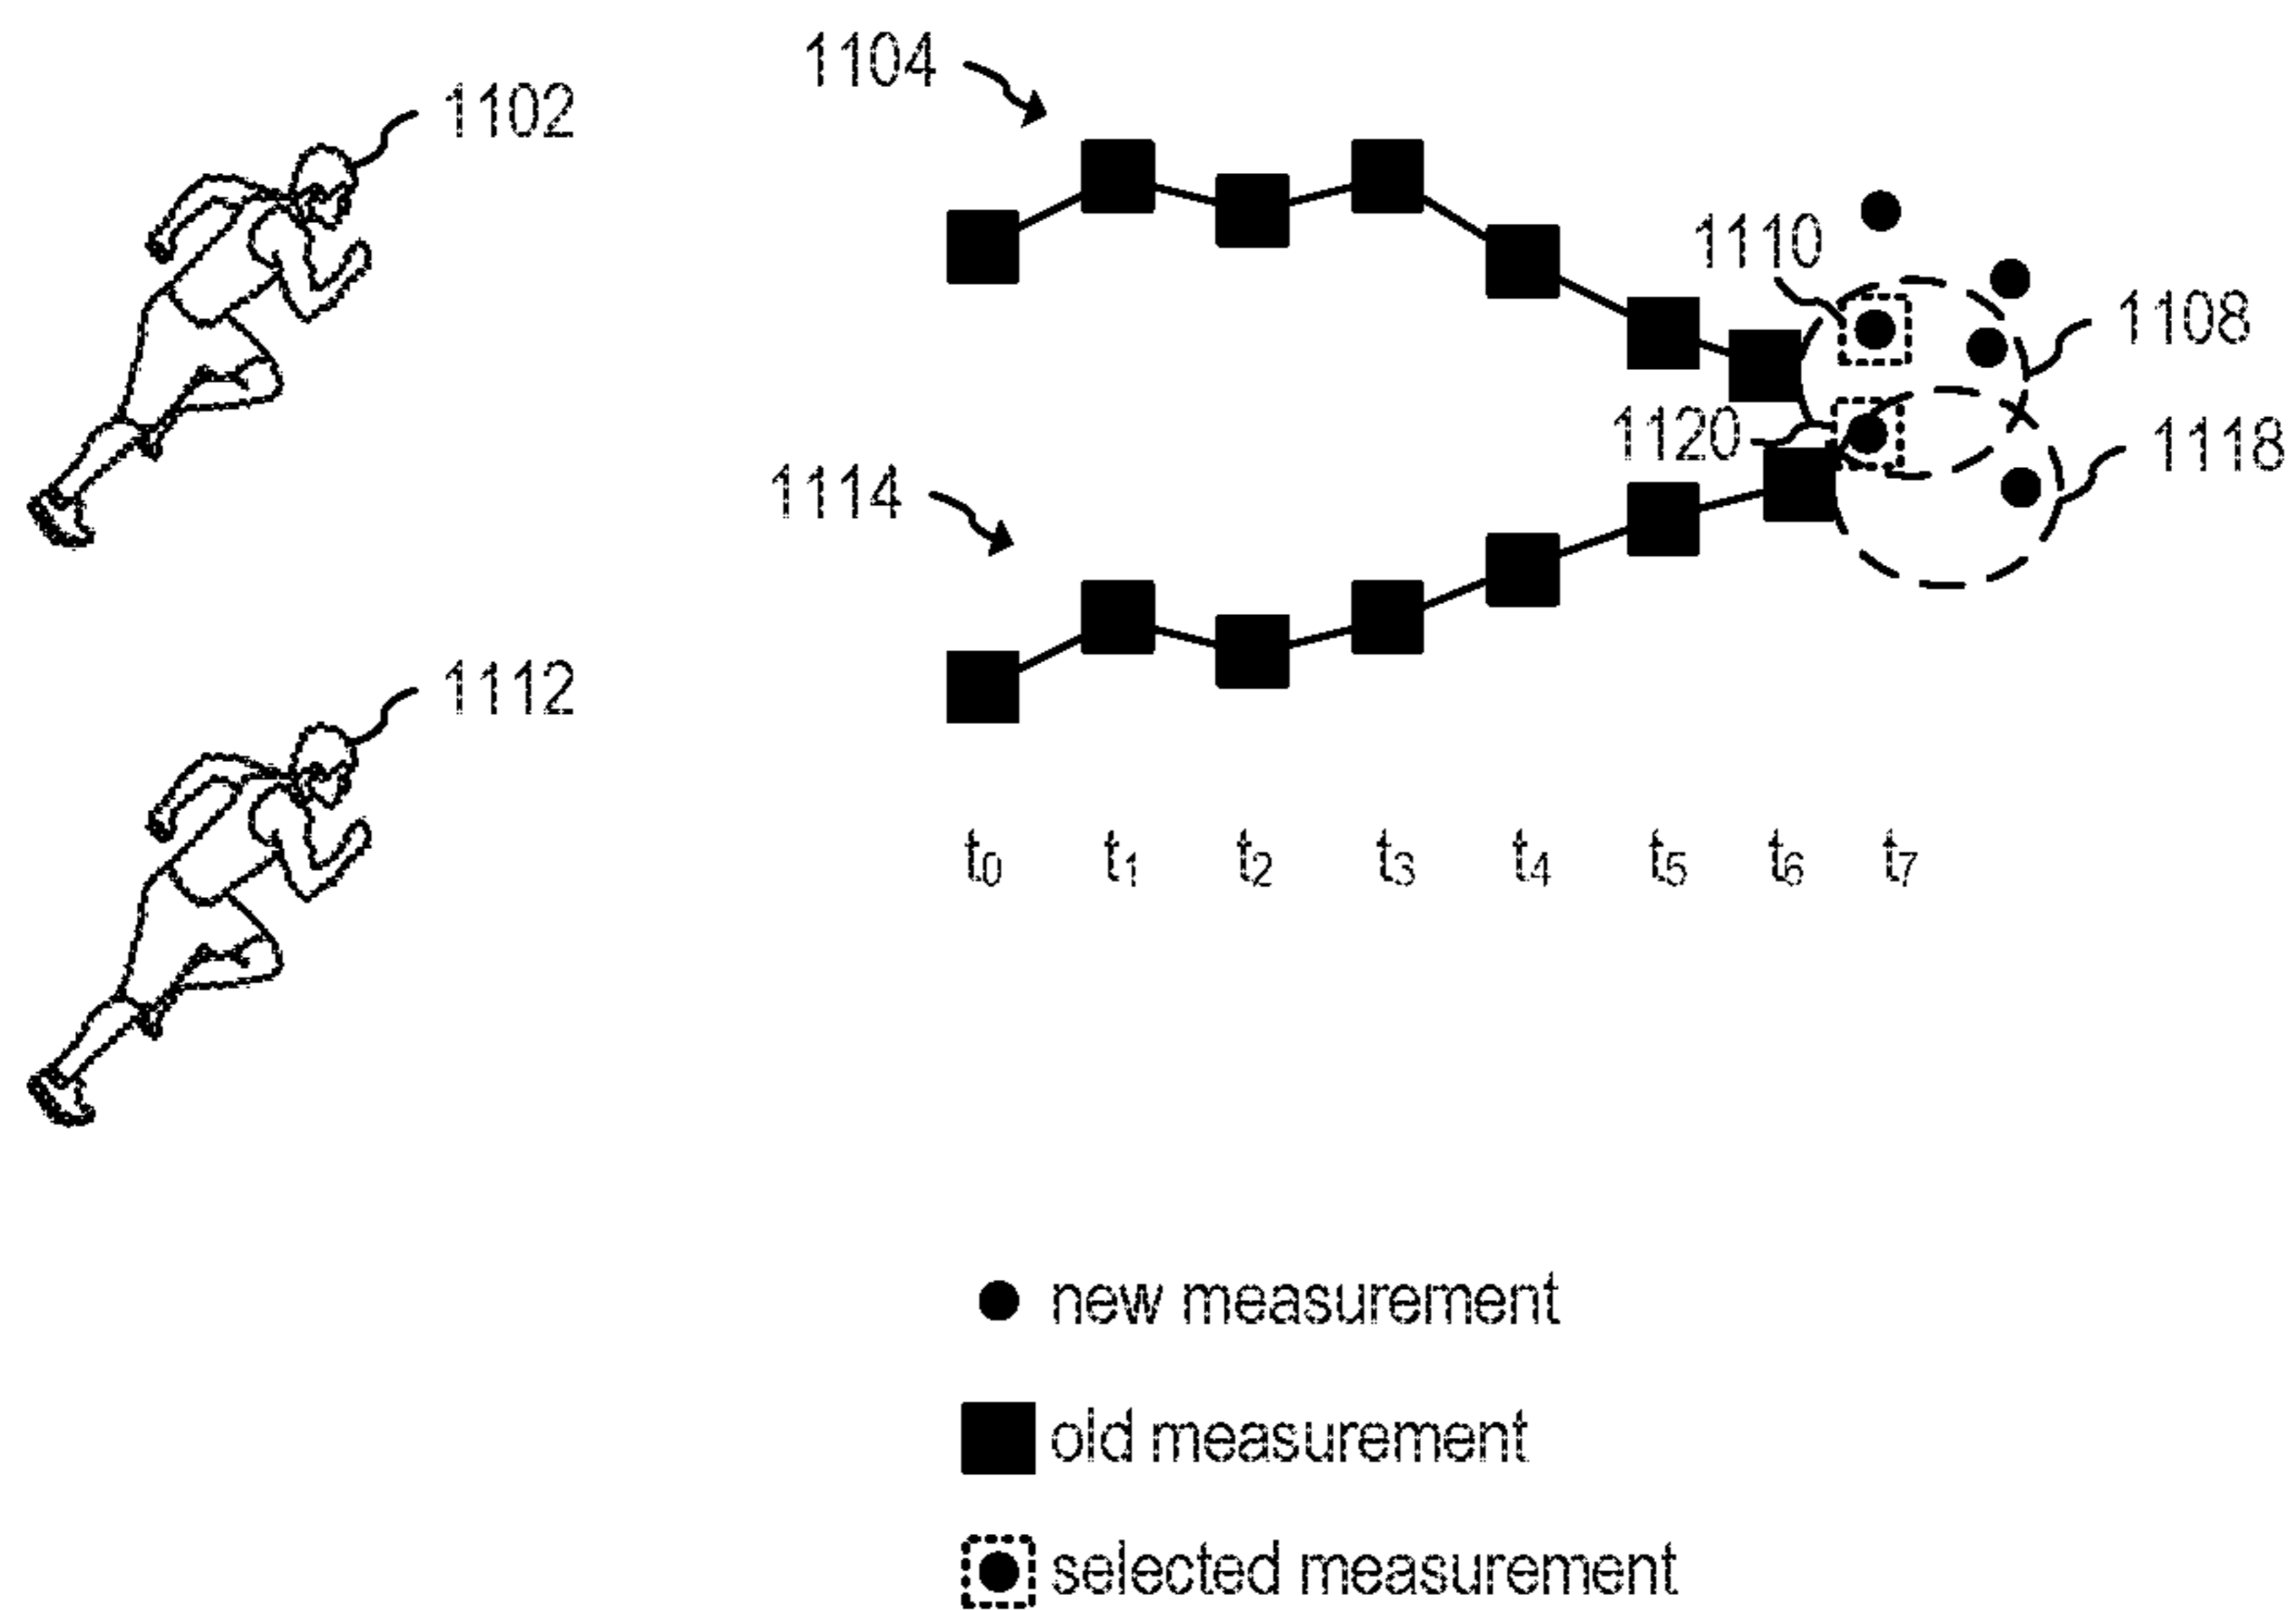 1104
1102
1110
1108
1120
1118
1114
1112
t0 t1 t2 t3 t4 t5 t6 t7
new measurement
old measurement
selected measurement